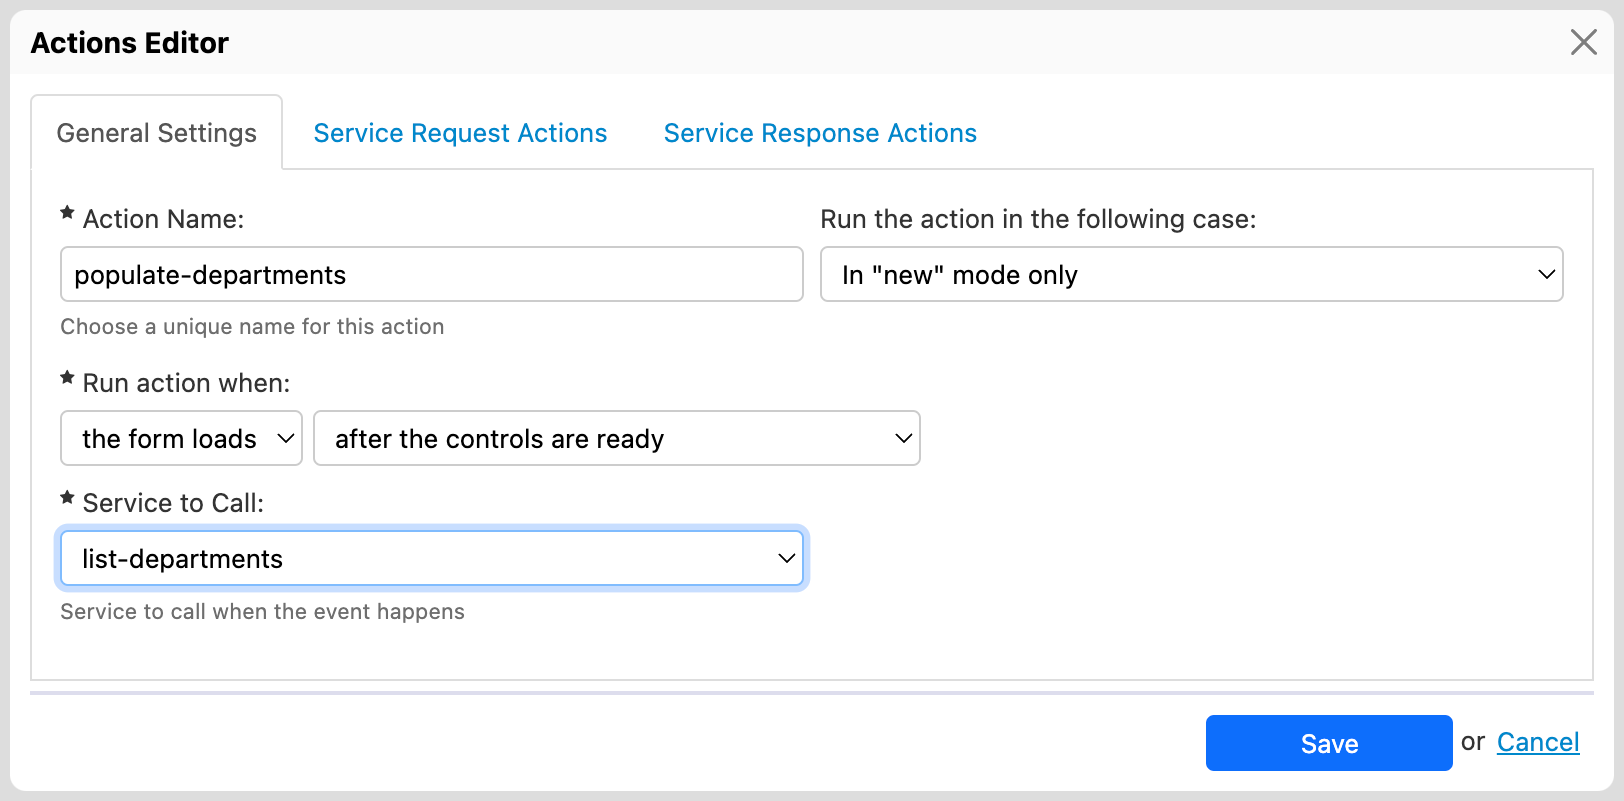 Actions Editor
General Settings
Service Request Actions
Service Response Actions
★ Action Name:
populate-departments
Choose a unique name for this action
Run the action in the following case:
In "new" mode only
★ Run action when:
the form loads
after the controls are ready
★ Service to Call:
list-departments
Service to call when the event happens
Save or Cancel